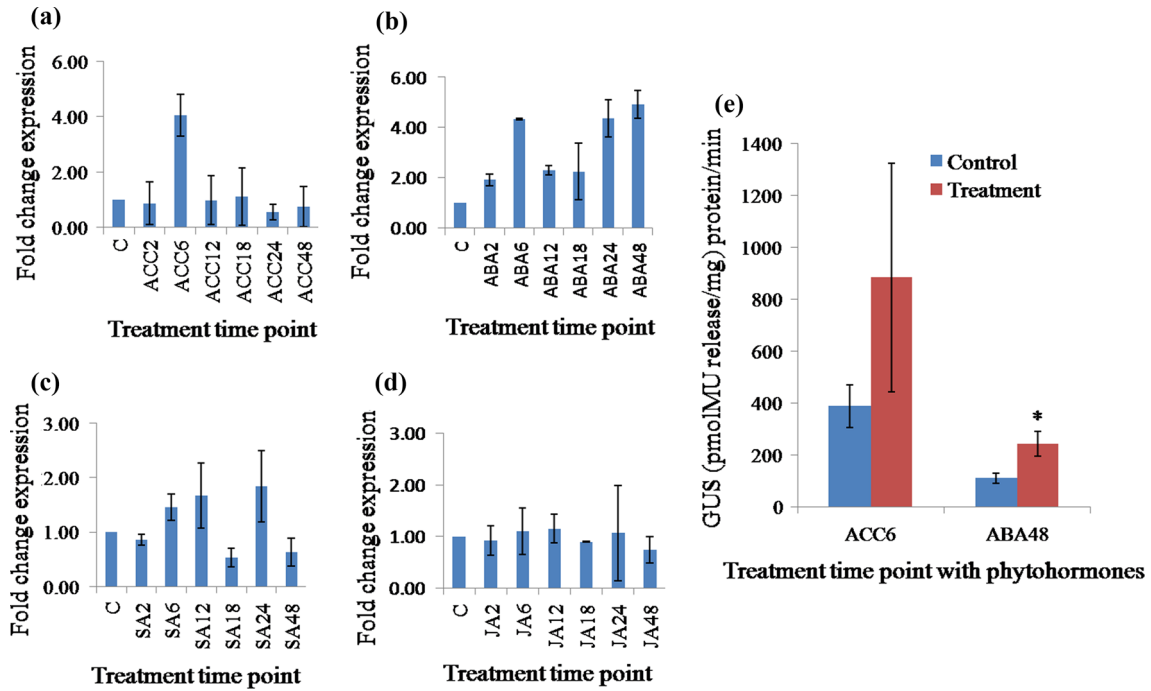 (a)
Fold change expression
6.00
4.00
2.00
0.00
C
ACC2
ACC6
ACC12
ACC18
ACC24
ACC48
Treatment time point
(b)
Fold change expression
6.00
4.00
2.00
0.00
C
ABA2
ABA6
ABA12
ABA18
ABA24
ABA48
Treatment time point
(c)
Fold change expression
3.00
2.00
1.00
0.00
C
SA2
SA6
SA12
SA18
SA24
SA48
Treatment time point
(d)
Fold change expression
3.00
2.00
1.00
0.00
C
JA2
JA6
JA12
JA18
JA24
JA48
Treatment time point
(e)
GUS (pmolMU release/mg) protein/min
1400
1200
1000
800
600
400
200
0
Control
Treatment
*
ACC6
ABA48
Treatment time point with phytohormones